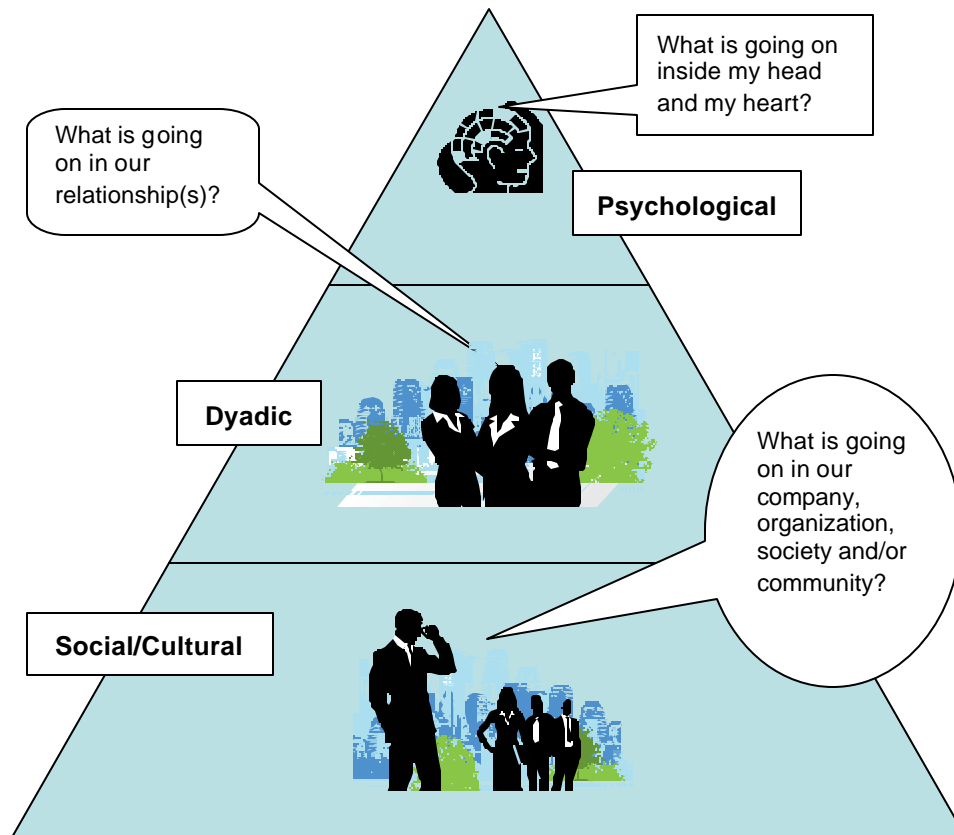 What is going on
inside my head
and my heart?
What is going
on in our
relationship(s)?
Psychological
Dyadic
What is going
on in our
company,
organization,
society and/or
community?
Social/Cultural